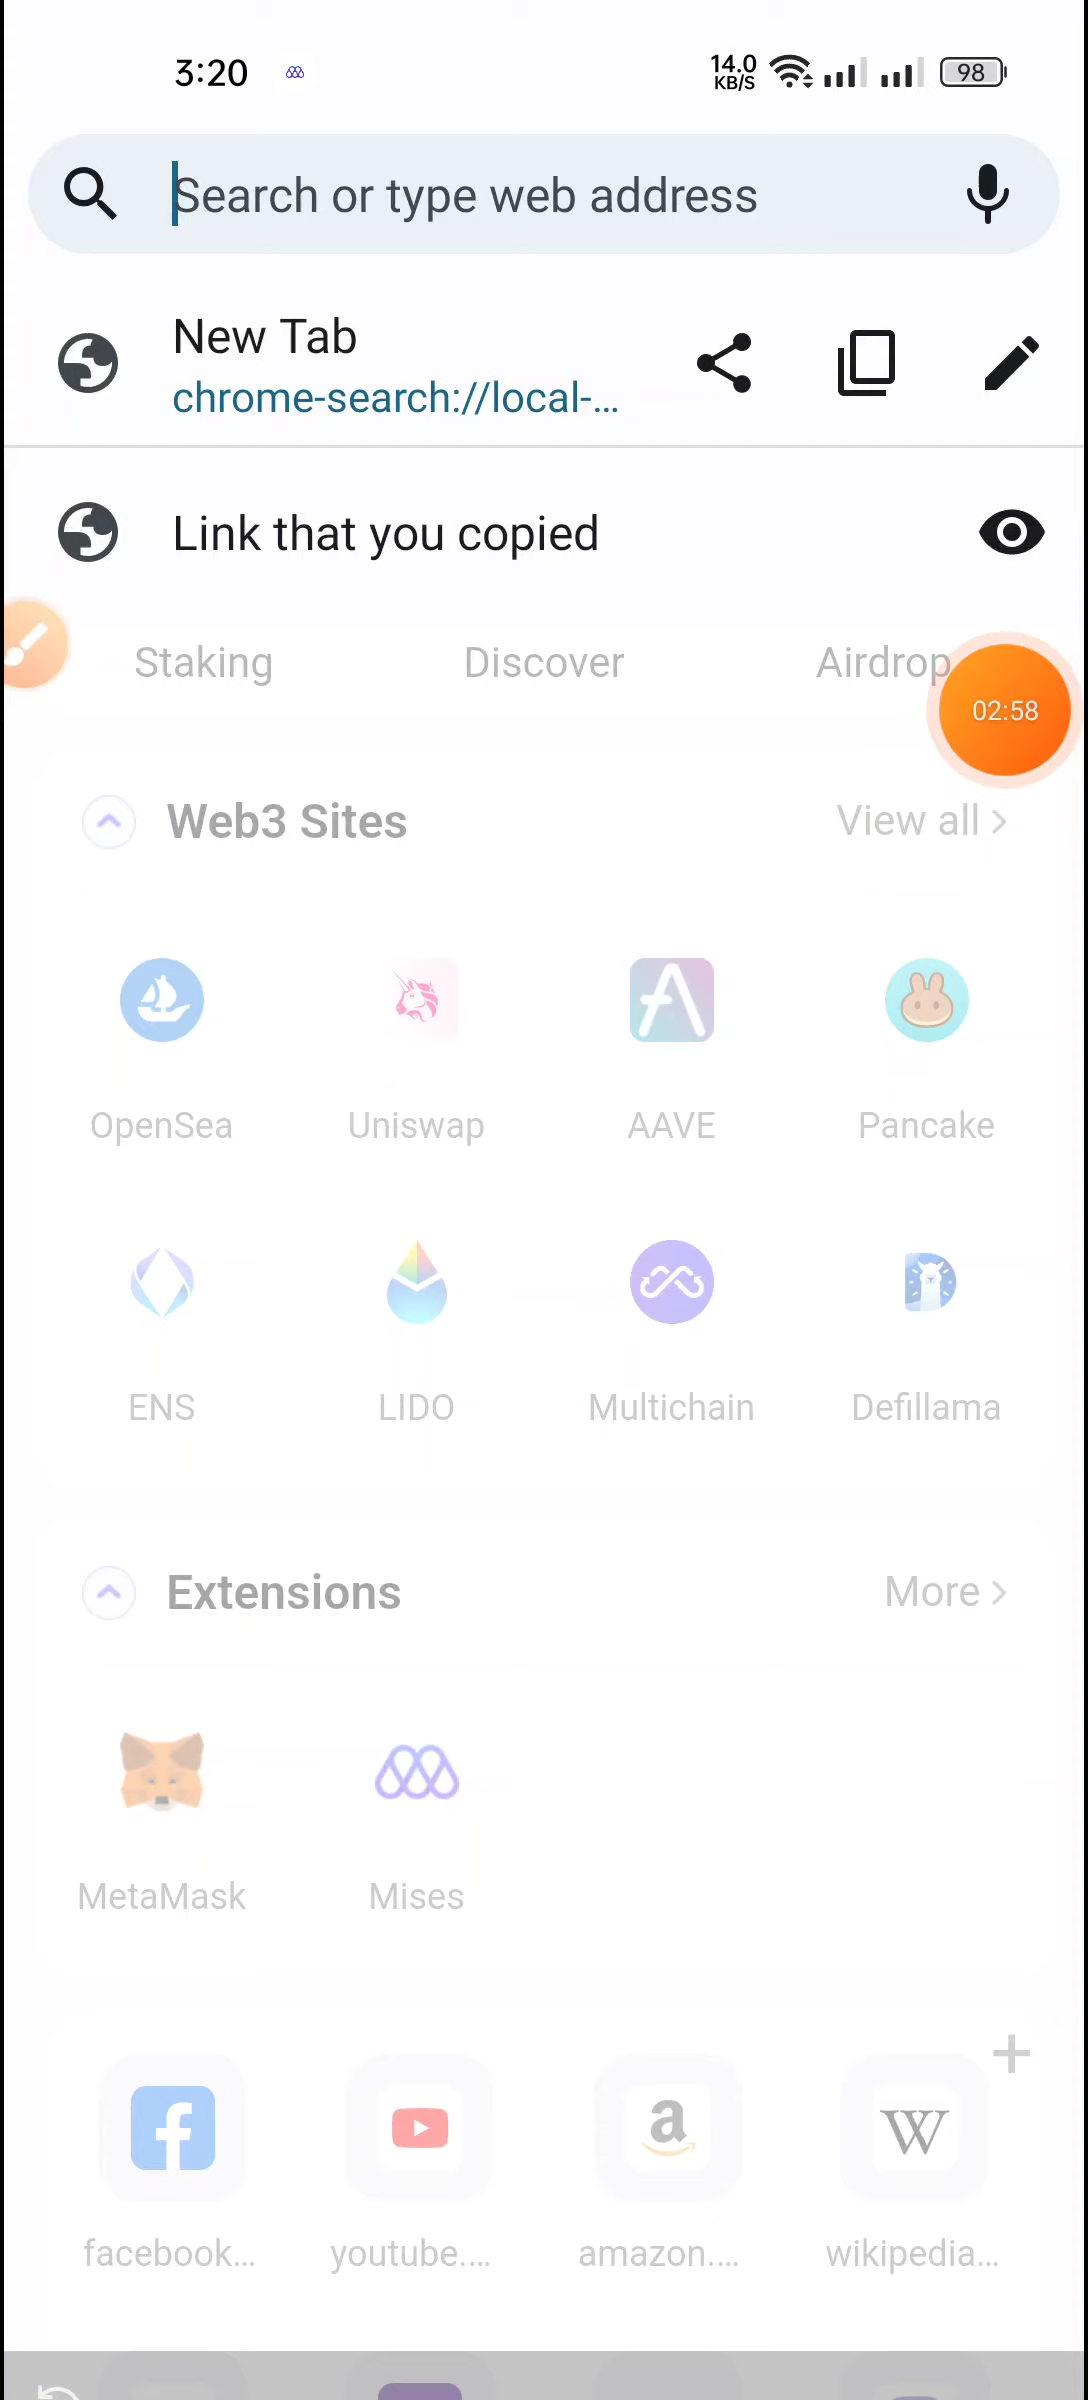 3:20
14.0
KB/S
98
Search or type web address
New Tab
chrome-search://local-...
Link that you copied
Staking Discover Airdrop
02:58
Web3 Sites View all
OpenSea Uniswap AAVE Pancake
ENS LIDO Multichain Defillama
Extensions More
MetaMask Mises
facebook... youtube.... amazon.... wikipedia...